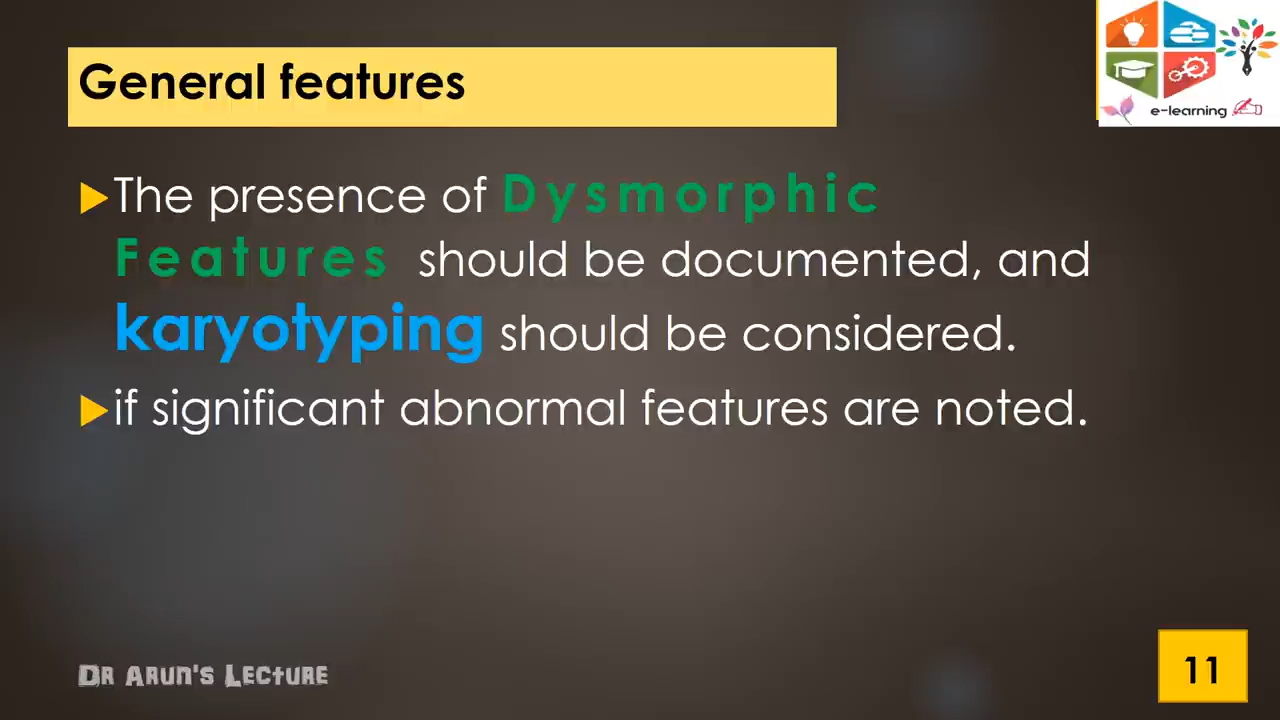 General features
e-learning
The presence of Dysmorphic
Features should be documented, and
karyotyping should be considered.
if significant abnormal features are noted.
Dr Arun's Lecture
11